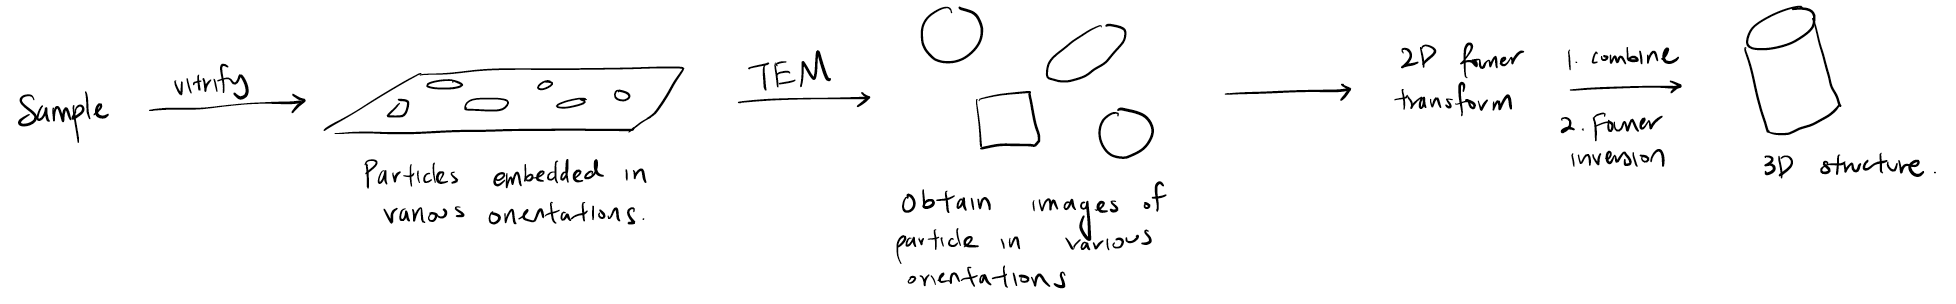 Sample
vitrify
Particles embedded in
various orientations.
TEM
Obtain images of
particle in various
orientations
2D fourier
transform
1. combine
2. Fourier
inversion
3D structure.